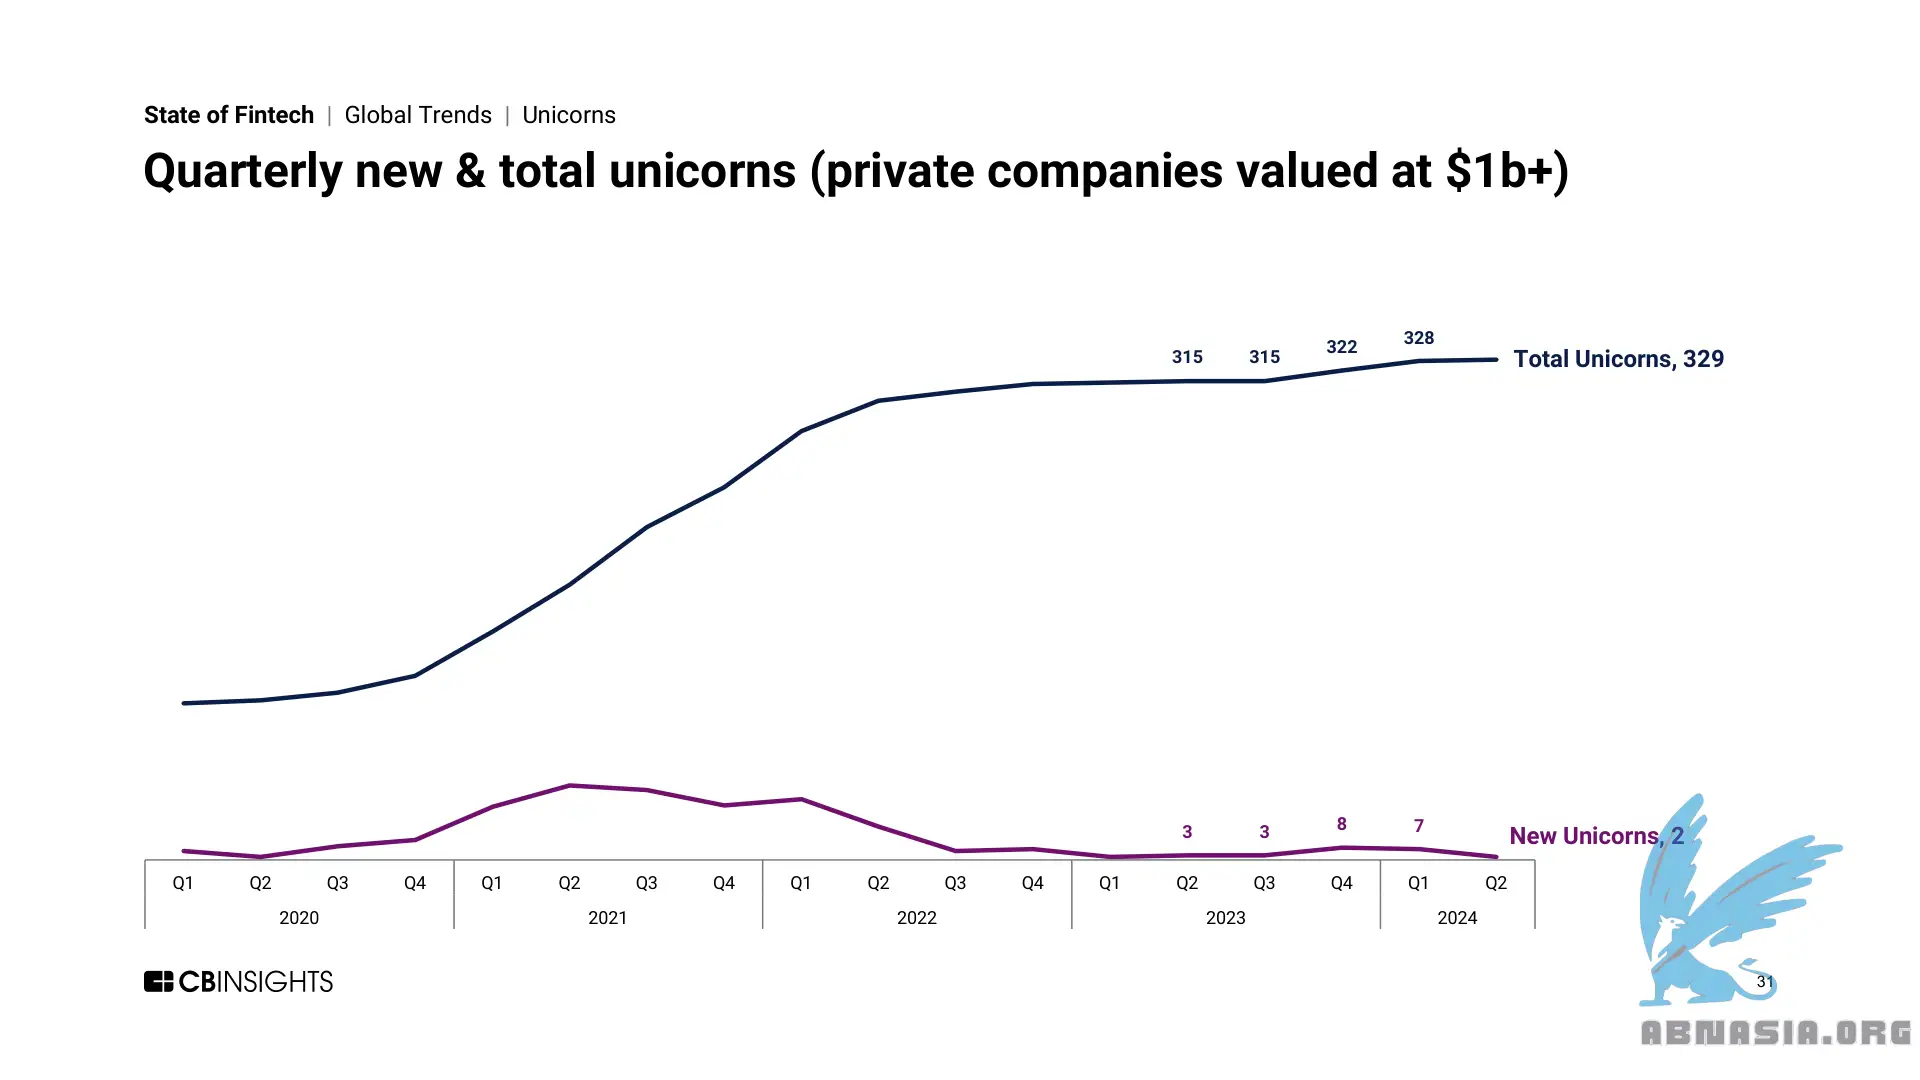 State of Fintech | Global Trends | Unicorns
Quarterly new & total unicorns (private companies valued at $1b+)
315 315 322 328 Total Unicorns, 329
3 3 8 7 New Unicorns, 2
Q1 Q2 Q3 Q4 Q1 Q2 Q3 Q4 Q1 Q2 Q3 Q4 Q1 Q2 Q3 Q4 Q1 Q2
2020 2021 2022 2023 2024
CBINSIGHTS
31
ABNASIA.ORG